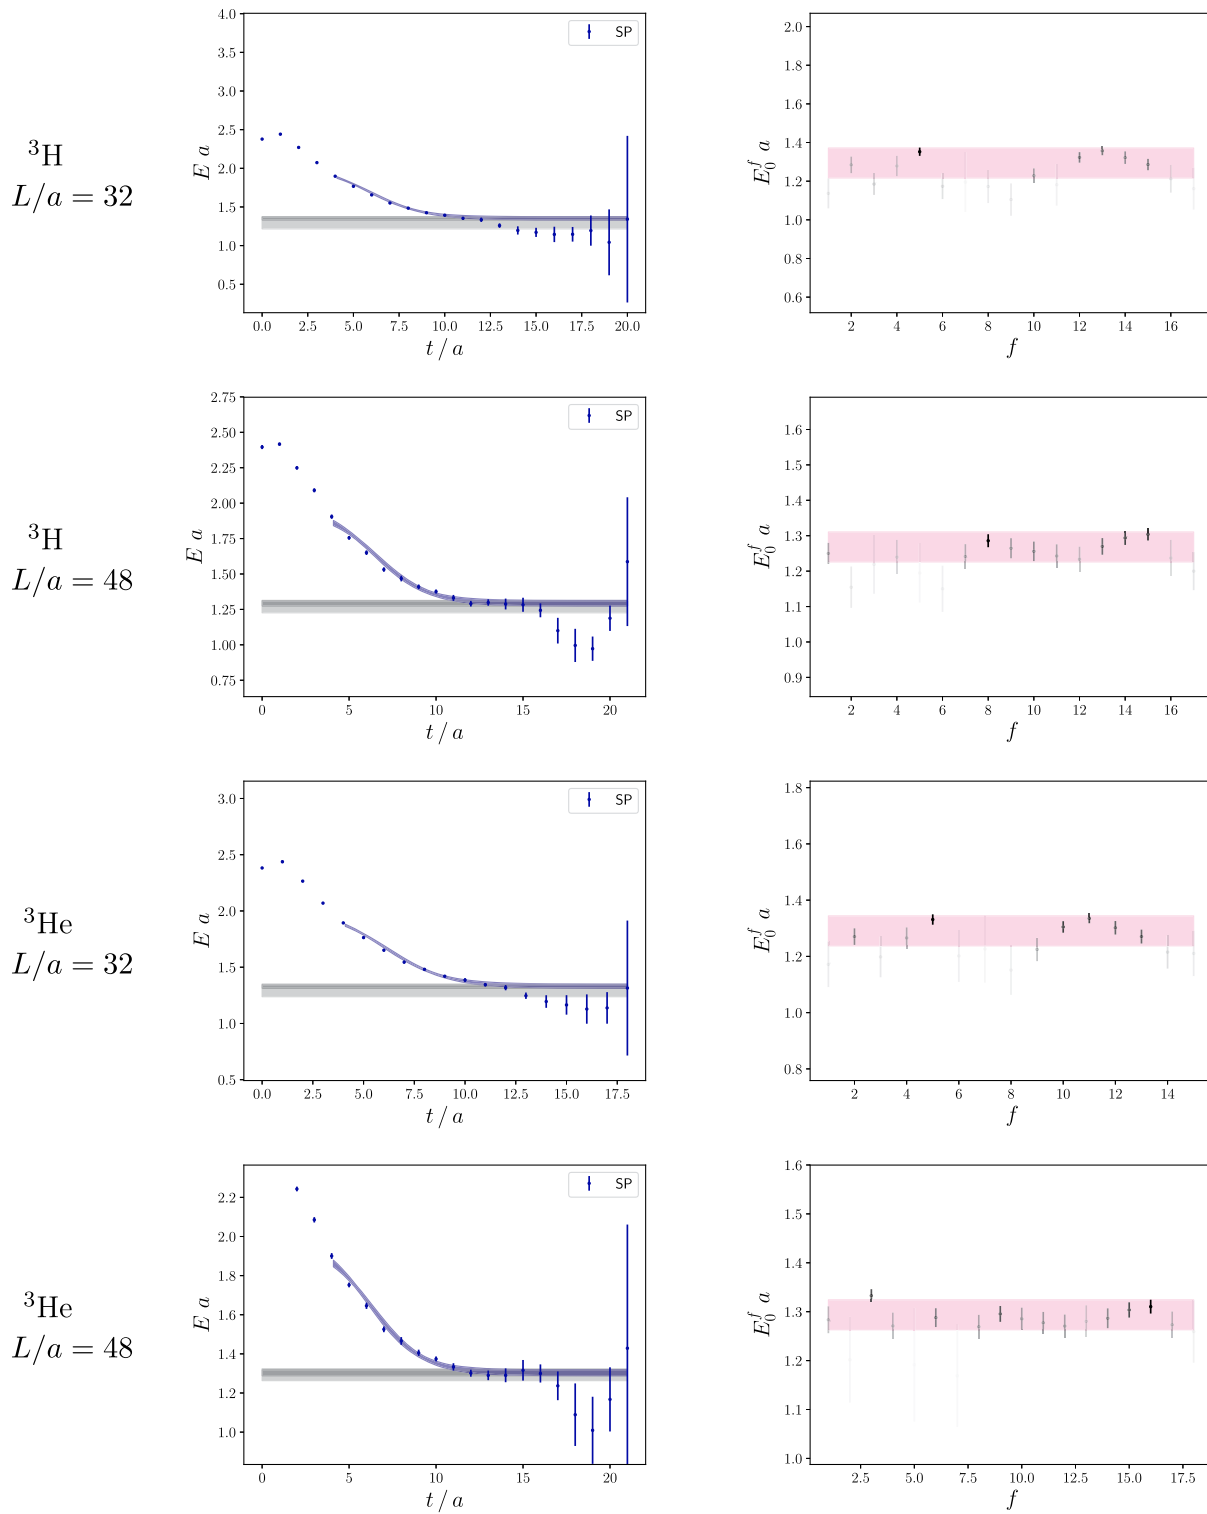 ³H
L/a = 32
4.0
3.5
3.0
2.5
2.0
1.5
1.0
0.5
E a
SP
0.0 2.5 5.0 7.5 10.0 12.5 15.0 17.5 20.0
t / a
2.0
1.8
1.6
1.4
1.2
1.0
0.8
0.6
E₀ᶠ a
2 4 6 8 10 12 14 16
f
³H
L/a = 48
2.75
2.50
2.25
2.00
1.75
1.50
1.25
1.00
0.75
E a
SP
0 5 10 15 20
t / a
1.6
1.5
1.4
1.3
1.2
1.1
1.0
0.9
E₀ᶠ a
2 4 6 8 10 12 14 16
f
³He
L/a = 32
3.0
2.5
2.0
1.5
1.0
0.5
E a
SP
0.0 2.5 5.0 7.5 10.0 12.5 15.0 17.5
t / a
1.8
1.6
1.4
1.2
1.0
0.8
E₀ᶠ a
2 4 6 8 10 12 14
f
³He
L/a = 48
2.2
2.0
1.8
1.6
1.4
1.2
1.0
E a
SP
0 5 10 15 20
t / a
1.6
1.5
1.4
1.3
1.2
1.1
1.0
E₀ᶠ a
2.5 5.0 7.5 10.0 12.5 15.0 17.5
f